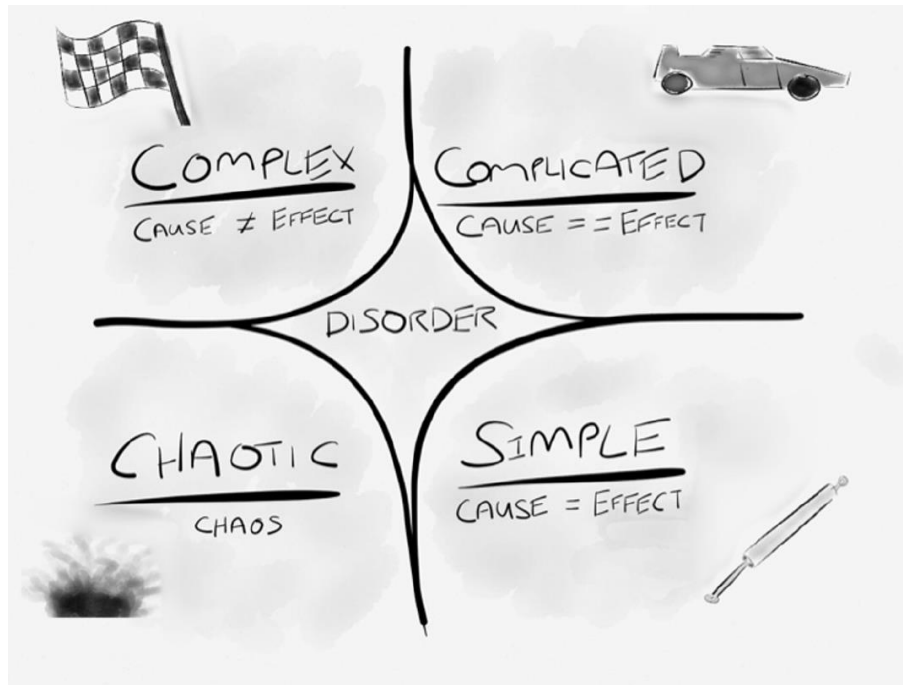 COMPLEX
CAUSE ≠ EFFECT
COMPLICATED
CAUSE == EFFECT
DISORDER
CHAOTIC
CHAOS
SIMPLE
CAUSE = EFFECT